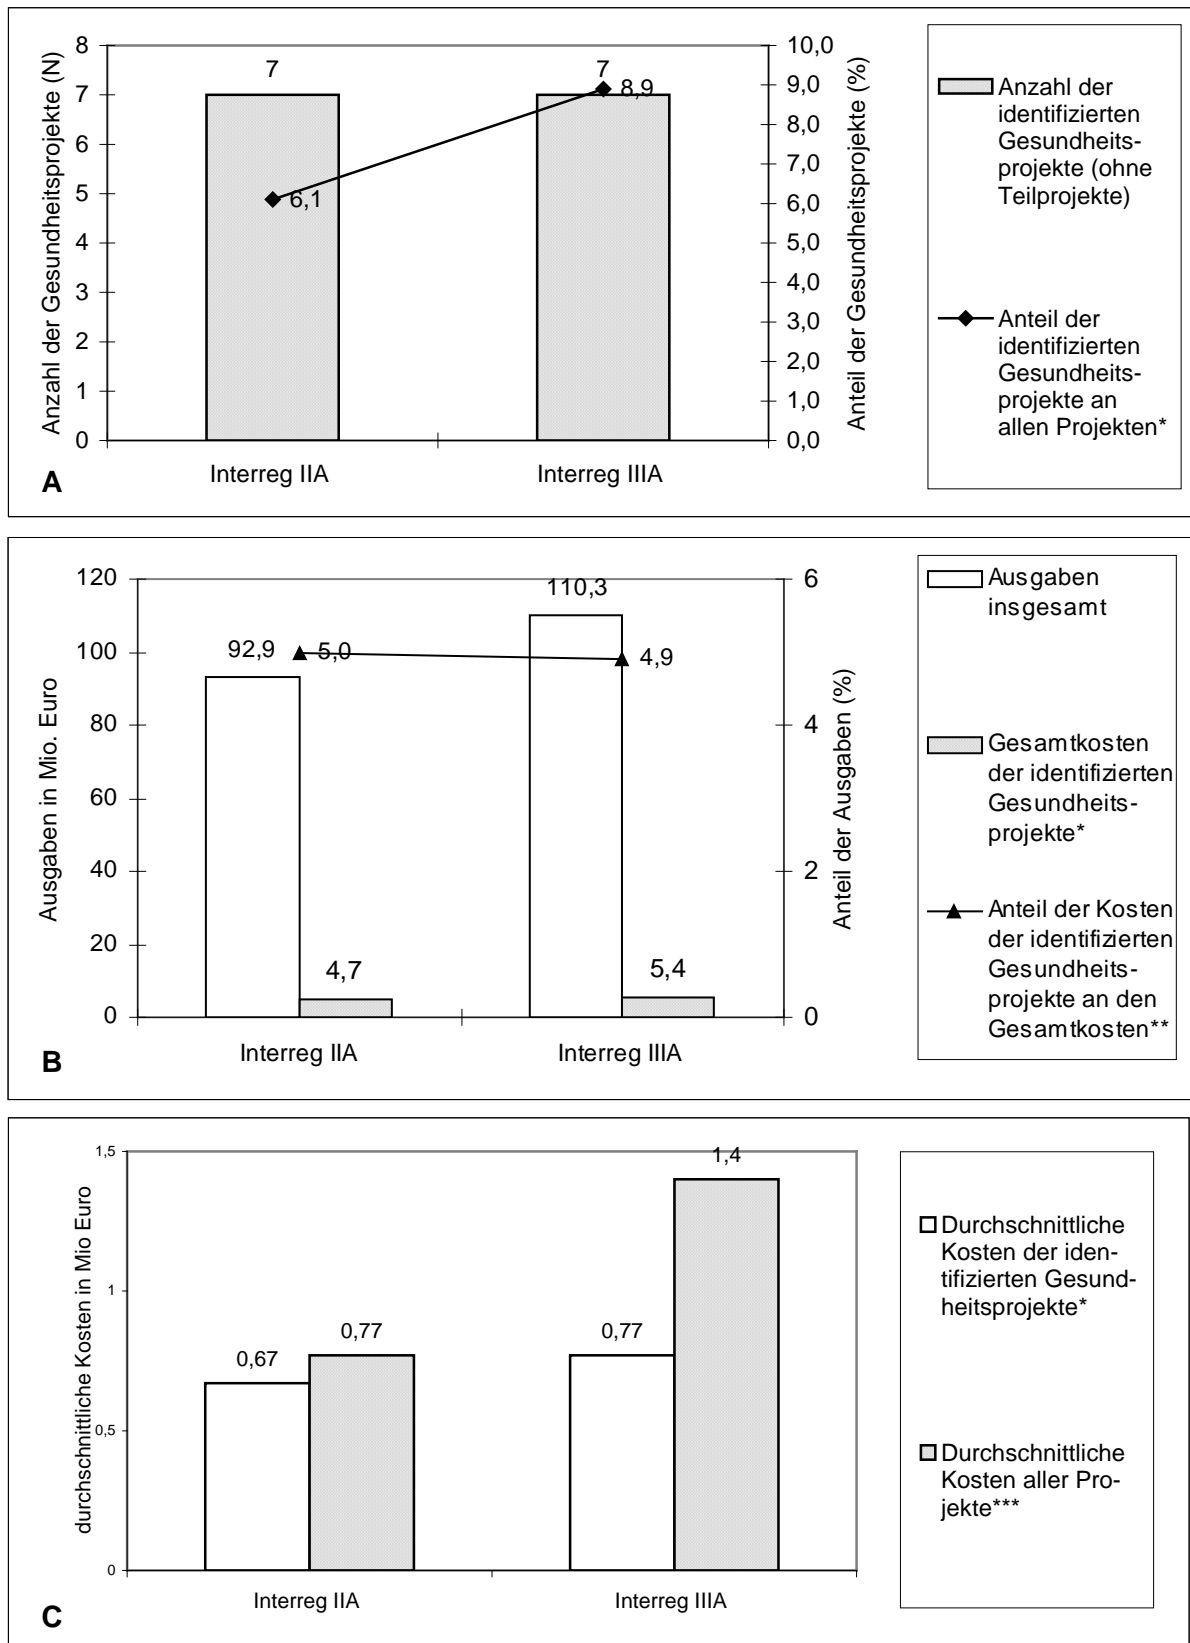 Anzahl der Gesundheitsprojekte (N)
8
7
6
5
4
3
2
1
0
7
7
6,1
8,9
10,0
9,0
8,0
7,0
6,0
5,0
4,0
3,0
2,0
1,0
0,0
Anteil der Gesundheitsprojekte (%)
Interreg IIA
Interreg IIIA
A
Anzahl der
identifizierten
Gesundheits-
projekte (ohne
Teilprojekte)
Anteil der
identifizierten
Gesundheits-
projekte an
allen Projekten*
Ausgaben in Mio. Euro
120
100
80
60
40
20
0
92,9
5,0
110,3
4,9
4,7
5,4
6
4
2
0
Anteil der Ausgaben (%)
Interreg IIA
Interreg IIIA
B
Ausgaben
insgesamt
Gesamtkosten
der identifizierten
Gesundheits-
projekte*
Anteil der Kosten
der identifizierten
Gesundheits-
projekte an den
Gesamtkosten**
durchschnittliche Kosten in Mio Euro
1,5
1
0,5
0
0,67
0,77
0,77
1,4
Interreg IIA
Interreg IIIA
C
Durchschnittliche
Kosten der iden-
tifizierten Gesund-
heitsprojekte*
Durchschnittliche
Kosten aller Pro-
jekte***